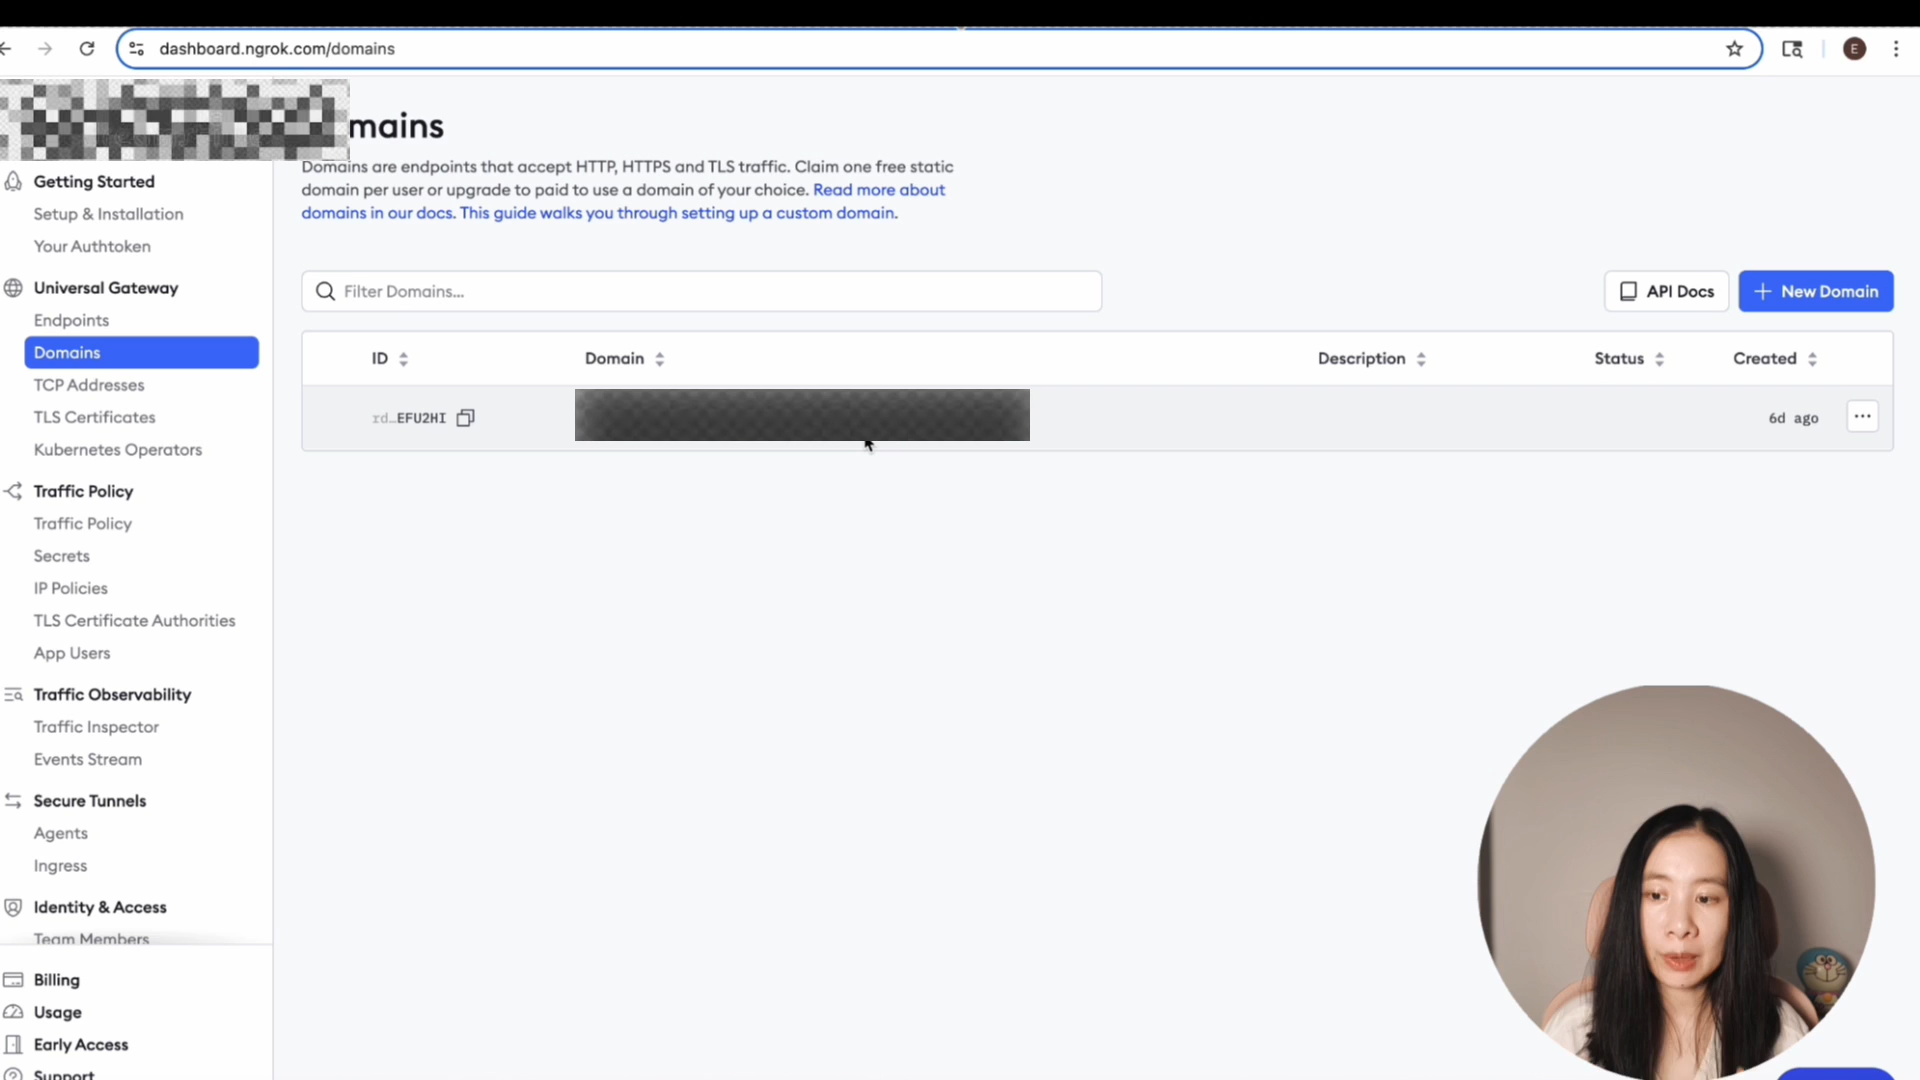 dashboard.ngrok.com/domains
E
mains
Domains are endpoints that accept HTTP, HTTPS and TLS traffic. Claim one free static
domain per user or upgrade to paid to use a domain of your choice. Read more about
domains in our docs. This guide walks you through setting up a custom domain.
Getting Started
Setup & Installation
Your Authtoken
Universal Gateway
Endpoints
Domains
TCP Addresses
TLS Certificates
Kubernetes Operators
Traffic Policy
Traffic Policy
Secrets
IP Policies
TLS Certificate Authorities
App Users
Traffic Observability
Traffic Inspector
Events Stream
Secure Tunnels
Agents
Ingress
Identity & Access
Team Members
Billing
Usage
Early Access
Support
Filter Domains...
API Docs
New Domain
ID Domain Description Status Created
rd…EFU2HI 6d ago